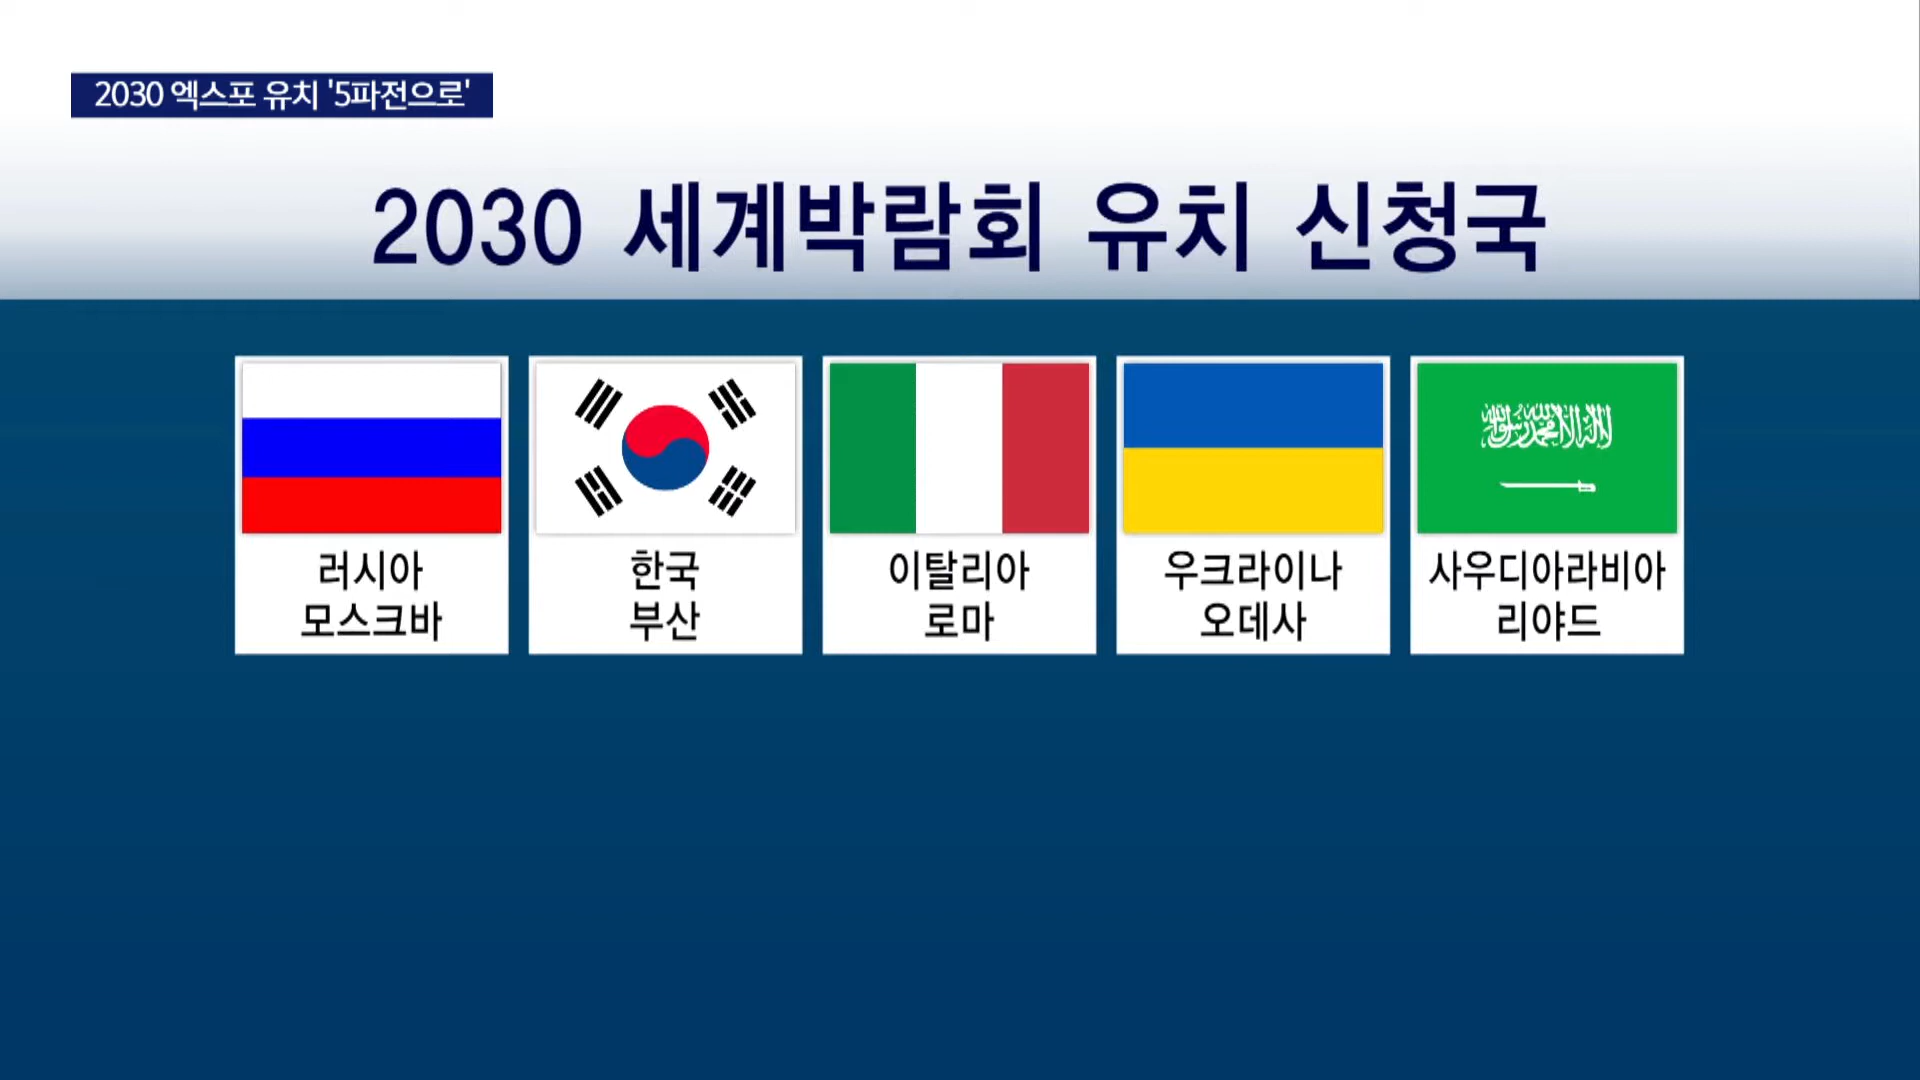 2030 엑스포 유치 '5파전으로'
2030 세계박람회 유치 신청국
러시아
모스크바
한국
부산
이탈리아
로마
우크라이나
오데사
사우디아라비아
리야드